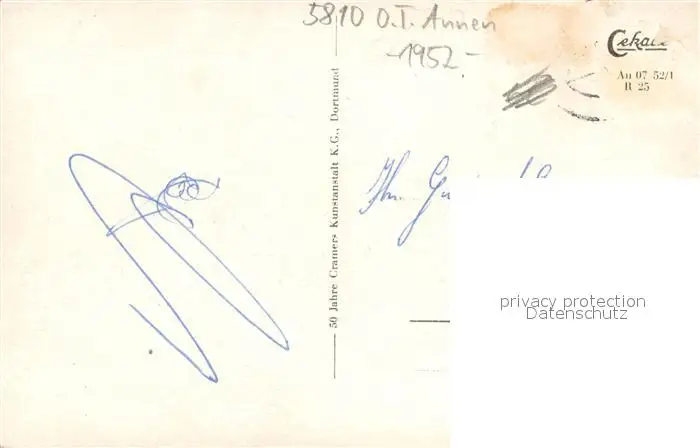 5810 O.T. Annen
-1952-
Cekade
An 07 52/1
R 25
50 Jahre Cramers Kunstanstalt K.G., Dortmund
privacy protection
Datenschutz